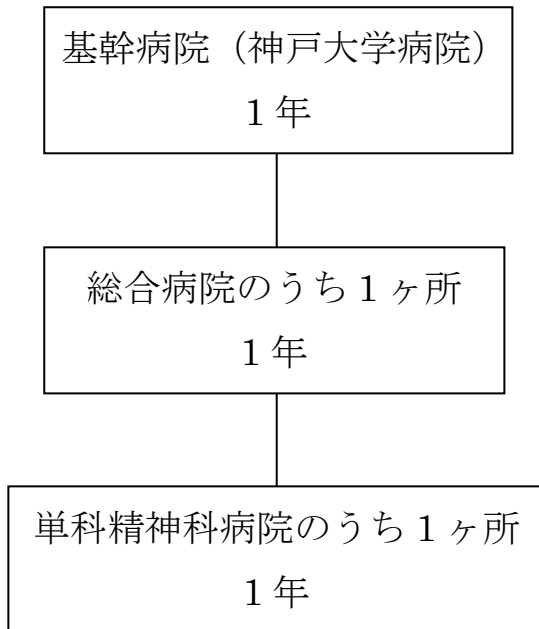 基幹病院（神戸大学病院）
1 年
総合病院のうち 1 ヶ所
1 年
単科精神科病院のうち 1 ヶ所
1 年